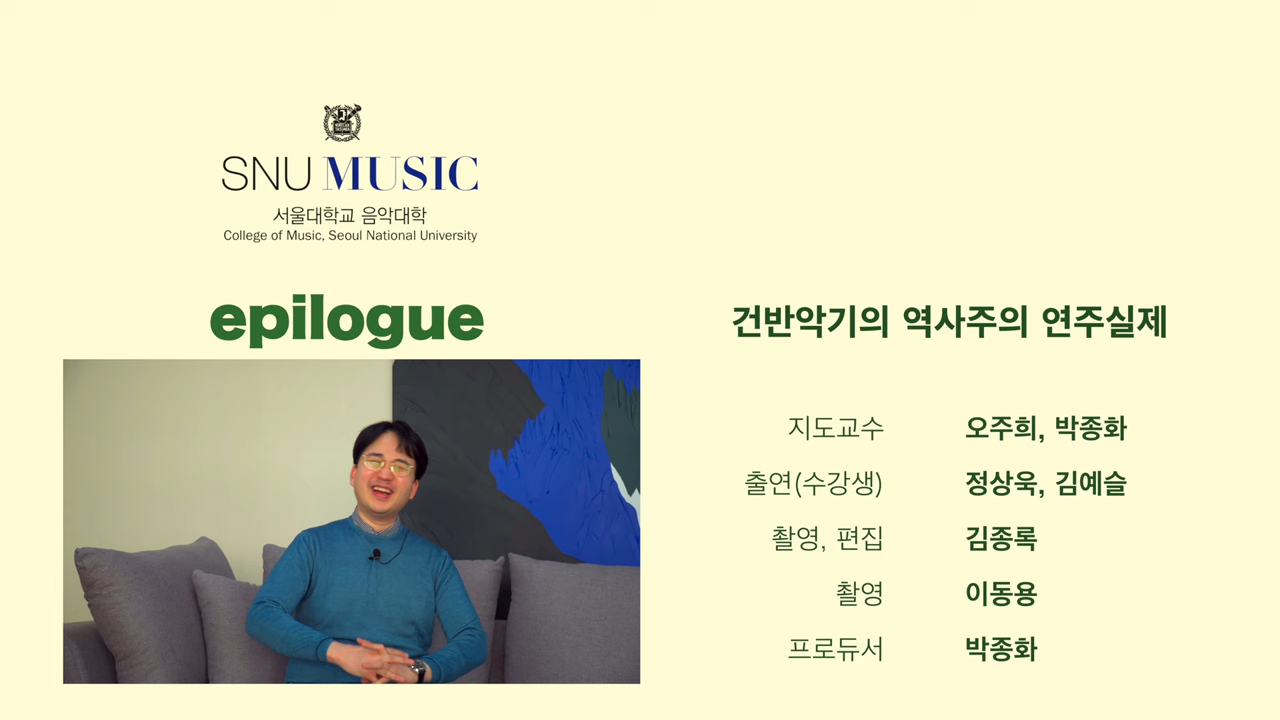 SNU MUSIC
서울대학교 음악대학
College of Music, Seoul National University
epilogue
건반악기의 역사주의 연주실제
지도교수 오주희, 박종화
출연(수강생) 정상욱, 김예슬
촬영, 편집 김종록
촬영 이동용
프로듀서 박종화